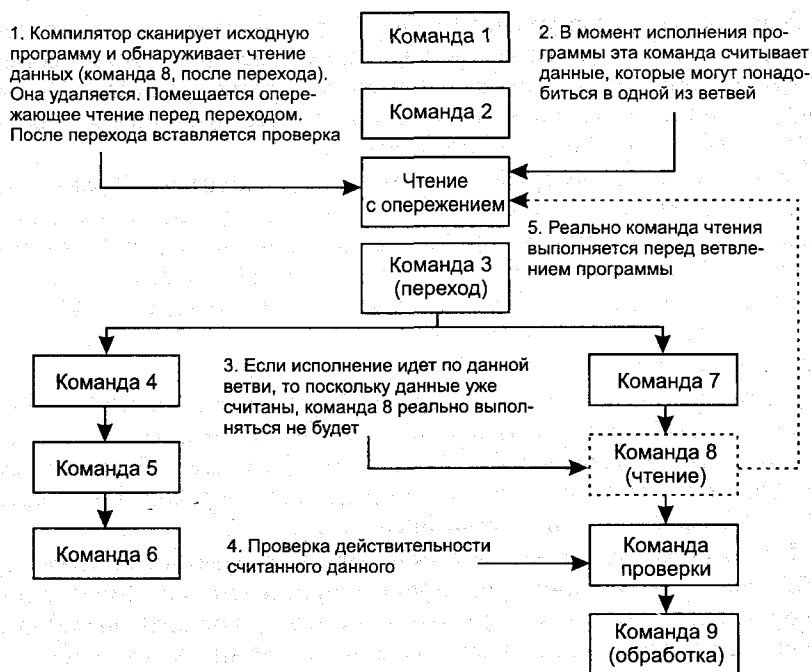 1. Компилятор сканирует исходную
программу и обнаруживает чтение
данных (команда 8, после перехода).
Она удаляется. Помещается опере-
жающее чтение перед переходом.
После перехода вставляется проверка
Команда 1
2. В момент исполнения про-
граммы эта команда считывает
данные, которые могут понадо-
биться в одной из ветвей
Команда 2
Чтение
с опережением
5. Реально команда чтения
выполняется перед ветвле-
нием программы
Команда 3
(переход)
Команда 4
3. Если исполнение идет по данной
ветви, то поскольку данные уже
считаны, команда 8 реально выпол-
няться не будет
Команда 7
Команда 5
Команда 8
(чтение)
Команда 6
4. Проверка действительности
считанного данного
Команда
проверки
Команда 9
(обработка)